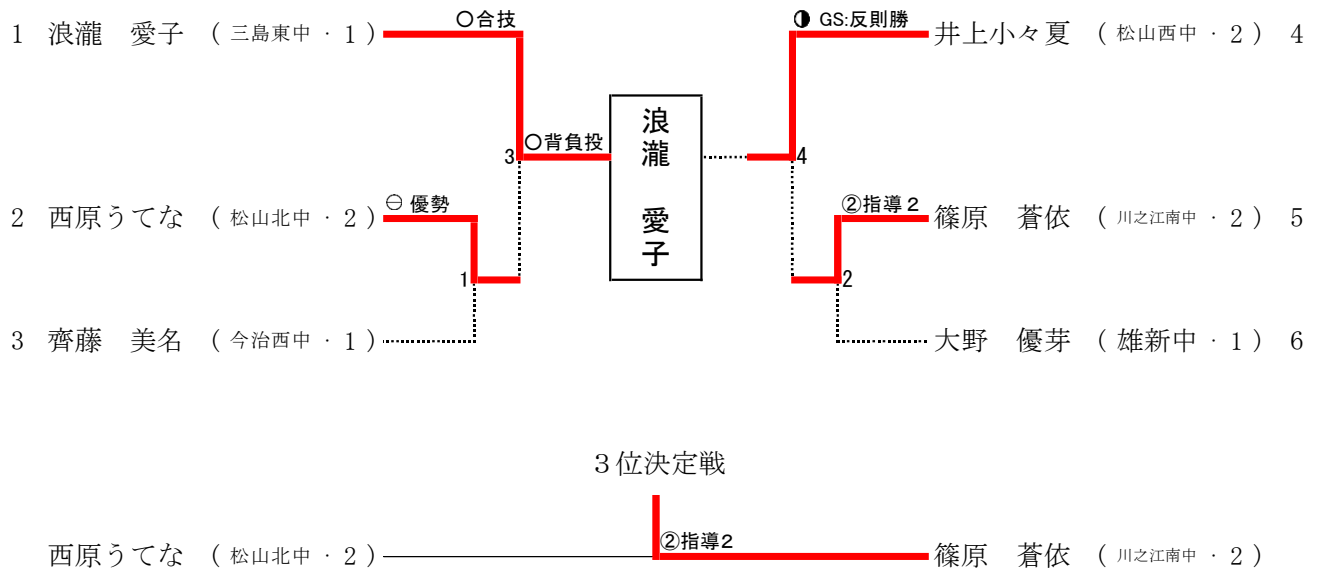 〇合技
◑ GS:反則勝
1 浪瀧　愛子 （ 三島東中 ・ 1 ）
井上小々夏 （ 松山西中 ・ 2 ） 4
浪瀧　愛子
3
〇背負投
4
⊖ 優勢
②指導２
2 西原うてな （ 松山北中 ・ 2 ）
篠原　蒼依 （ 川之江南中 ・ 2 ） 5
1
2
3 齊藤　美名 （ 今治西中 ・ 1 ）
大野　優芽 （ 雄新中 ・ 1 ） 6
３位決定戦
②指導2
西原うてな （ 松山北中 ・ 2 ）
篠原　蒼依 （ 川之江南中 ・ 2 ）